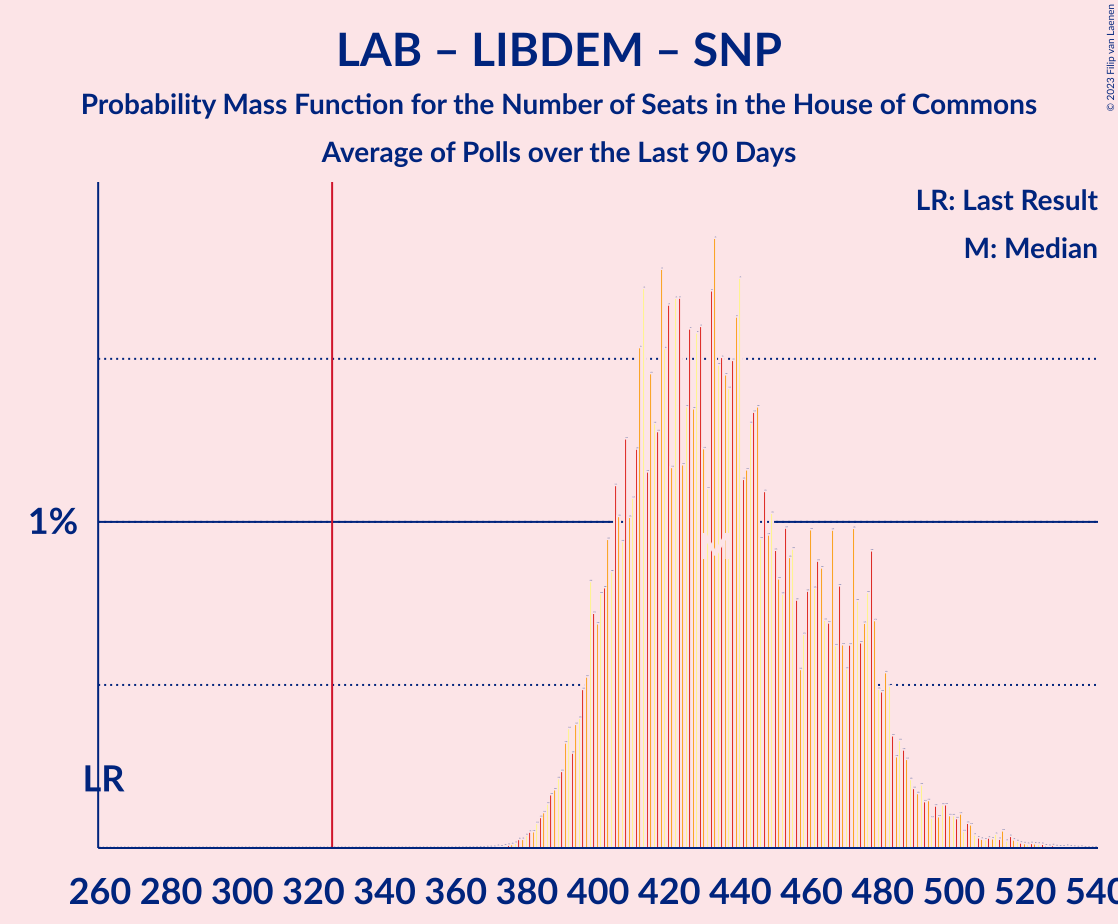 LAB – LIBDEM – SNP
Probability Mass Function for the Number of Seats in the House of Commons
Average of Polls over the Last 90 Days
© 2023 Filip van Laenen
LR: Last Result
M: Median
1%
LR
260 280 300 320 340 360 380 400 420 440 460 480 500 520 540